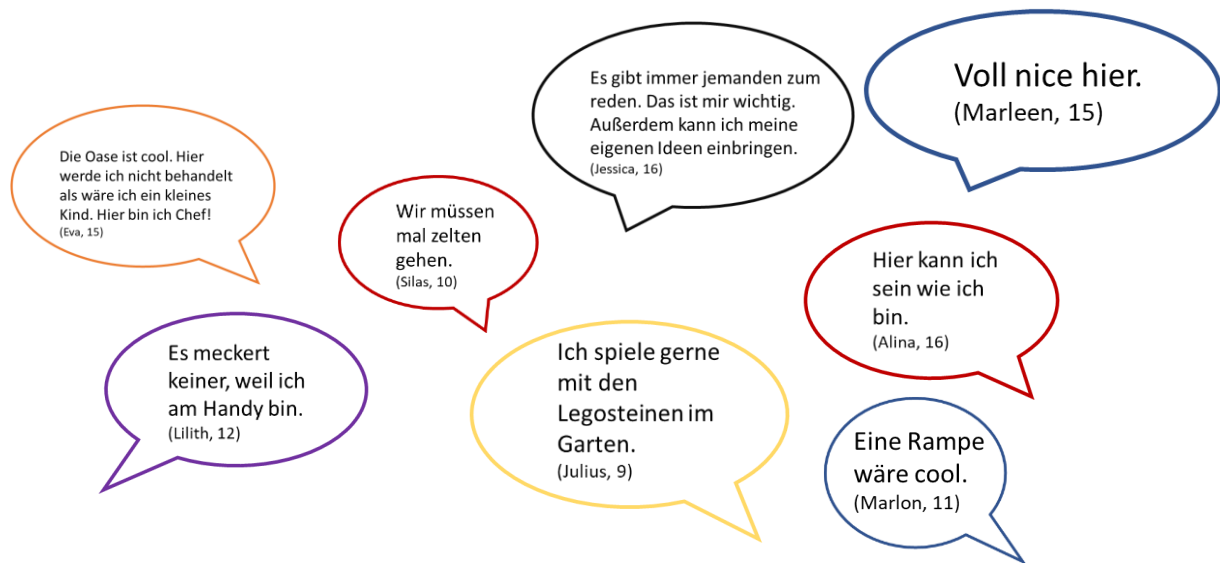 Die Oase ist cool. Hier
werde ich nicht behandelt
als wäre ich ein kleines
Kind. Hier bin ich Chef!
(Eva, 15)
Wir müssen
mal zelten
gehen.
(Silas, 10)
Es gibt immer jemanden zum
reden. Das ist mir wichtig.
Außerdem kann ich meine
eigenen Ideen einbringen.
(Jessica, 16)
Voll nice hier.
(Marleen, 15)
Hier kann ich
sein wie ich
bin.
(Alina, 16)
Es meckert
keiner, weil ich
am Handy bin.
(Lilith, 12)
Ich spiele gerne
mit den
Legosteinen im
Garten.
(Julius, 9)
Eine Rampe
wäre cool.
(Marlon, 11)